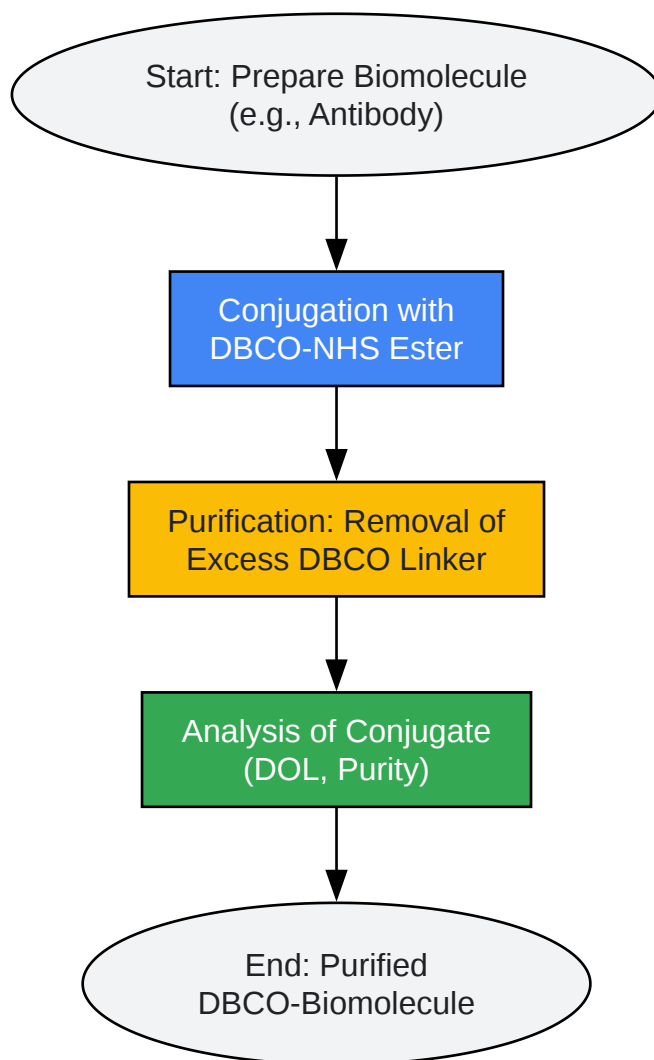 Start: Prepare Biomolecule
(e.g., Antibody)
Conjugation with
DBCO-NHS Ester
Purification: Removal of
Excess DBCO Linker
Analysis of Conjugate
(DOL, Purity)
End: Purified
DBCO-Biomolecule